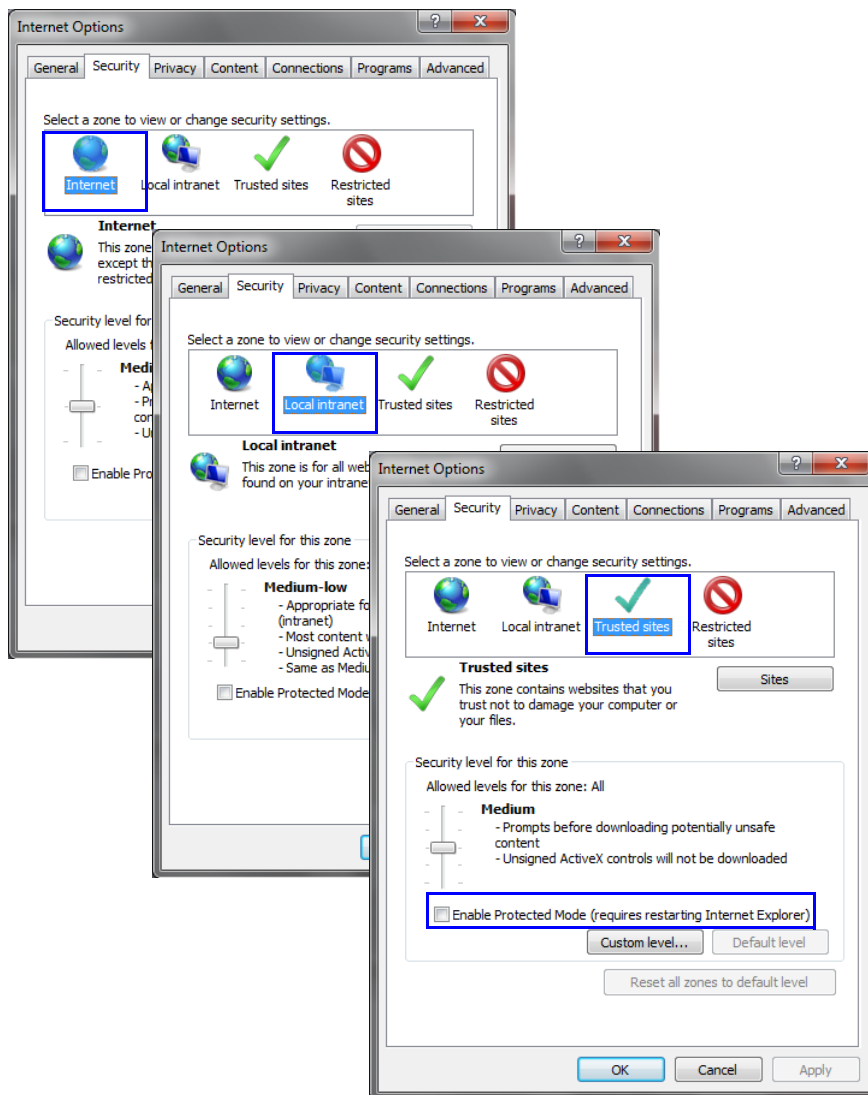 Internet Options
?
General Security Privacy Content Connections Programs Advanced
Select a zone to view or change security settings.
Internet Local intranet Trusted sites Restricted
sites
Internet
This zone
except th
restricted
Security level for
Allowed levels f
Medi
- A
- Pr
cor
- U
Enable Pro
Internet Options
?
General Security Privacy Content Connections Programs Advanced
Select a zone to view or change security settings.
Internet Local intranet Trusted sites Restricted
sites
Local intranet
This zone is for all web
found on your intrane
Security level for this zone
Allowed levels for this zone:
Medium-low
- Appropriate fo
(intranet)
- Most content w
- Unsigned Activ
- Same as Mediu
Enable Protected Mode
Internet Options
?
General Security Privacy Content Connections Programs Advanced
Select a zone to view or change security settings.
Internet Local intranet Trusted sites Restricted
sites
Trusted sites
This zone contains websites that you
trust not to damage your computer or
your files.
Sites
Security level for this zone
Allowed levels for this zone: All
Medium
- Prompts before downloading potentially unsafe
content
- Unsigned ActiveX controls will not be downloaded
Enable Protected Mode (requires restarting Internet Explorer)
Custom level... Default level
Reset all zones to default level
OK Cancel Apply